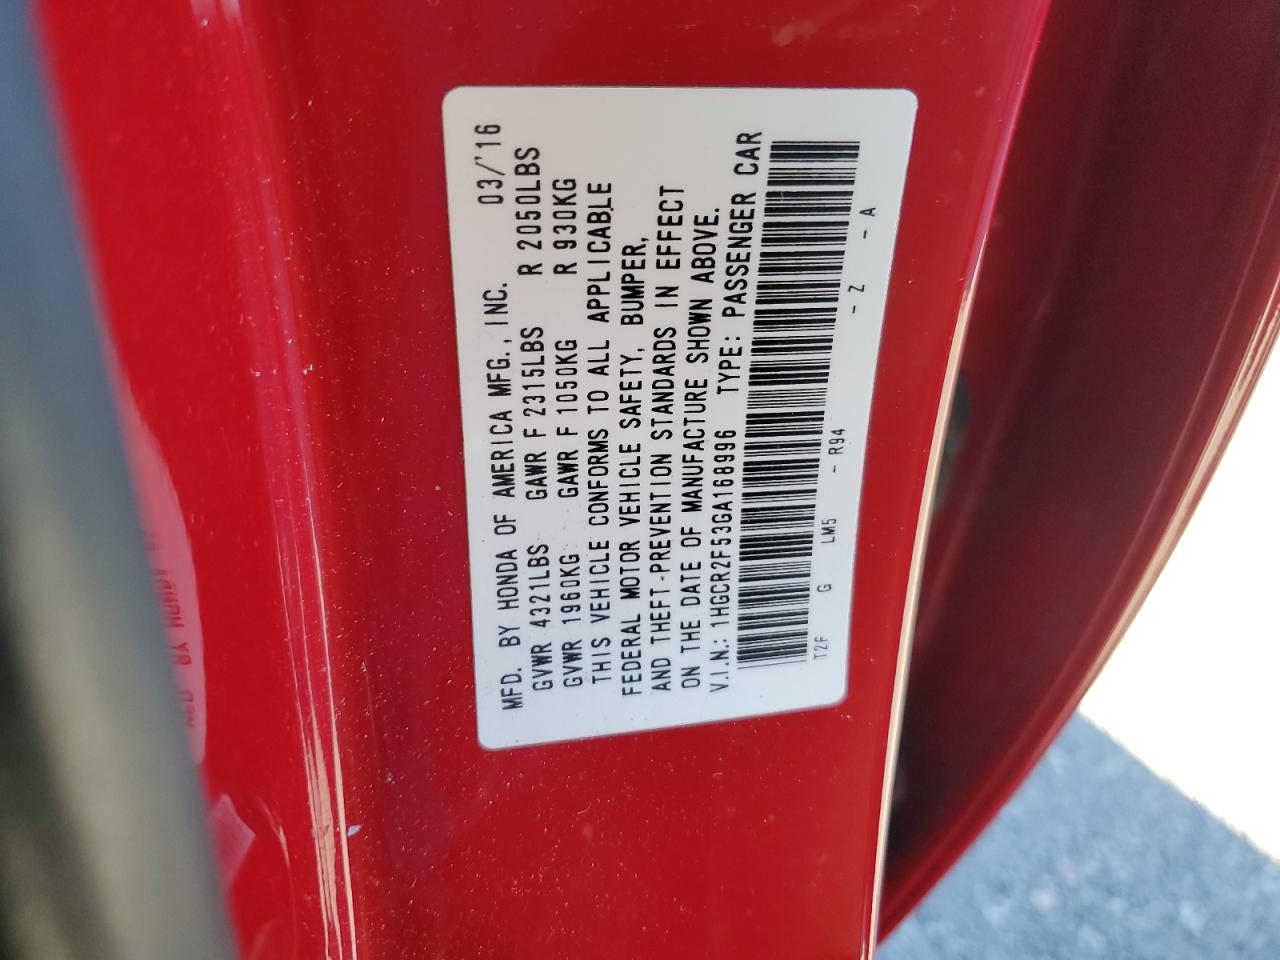 MFD. BY HONDA OF AMERICA MFG., INC. 03/'16
GVWR 4321LBS GAWR F 2315LBS R 2050LBS
GVWR 1960KG GAWR F 1050KG R 930KG
THIS VEHICLE CONFORMS TO ALL APPLICABLE
FEDERAL MOTOR VEHICLE SAFETY, BUMPER,
AND THEFT-PREVENTION STANDARDS IN EFFECT
ON THE DATE OF MANUFACTURE SHOWN ABOVE.
V.I.N.: 1HGCR2F53GA168996 TYPE: PASSENGER CAR
T2F G LM5 - R94 - Z - A